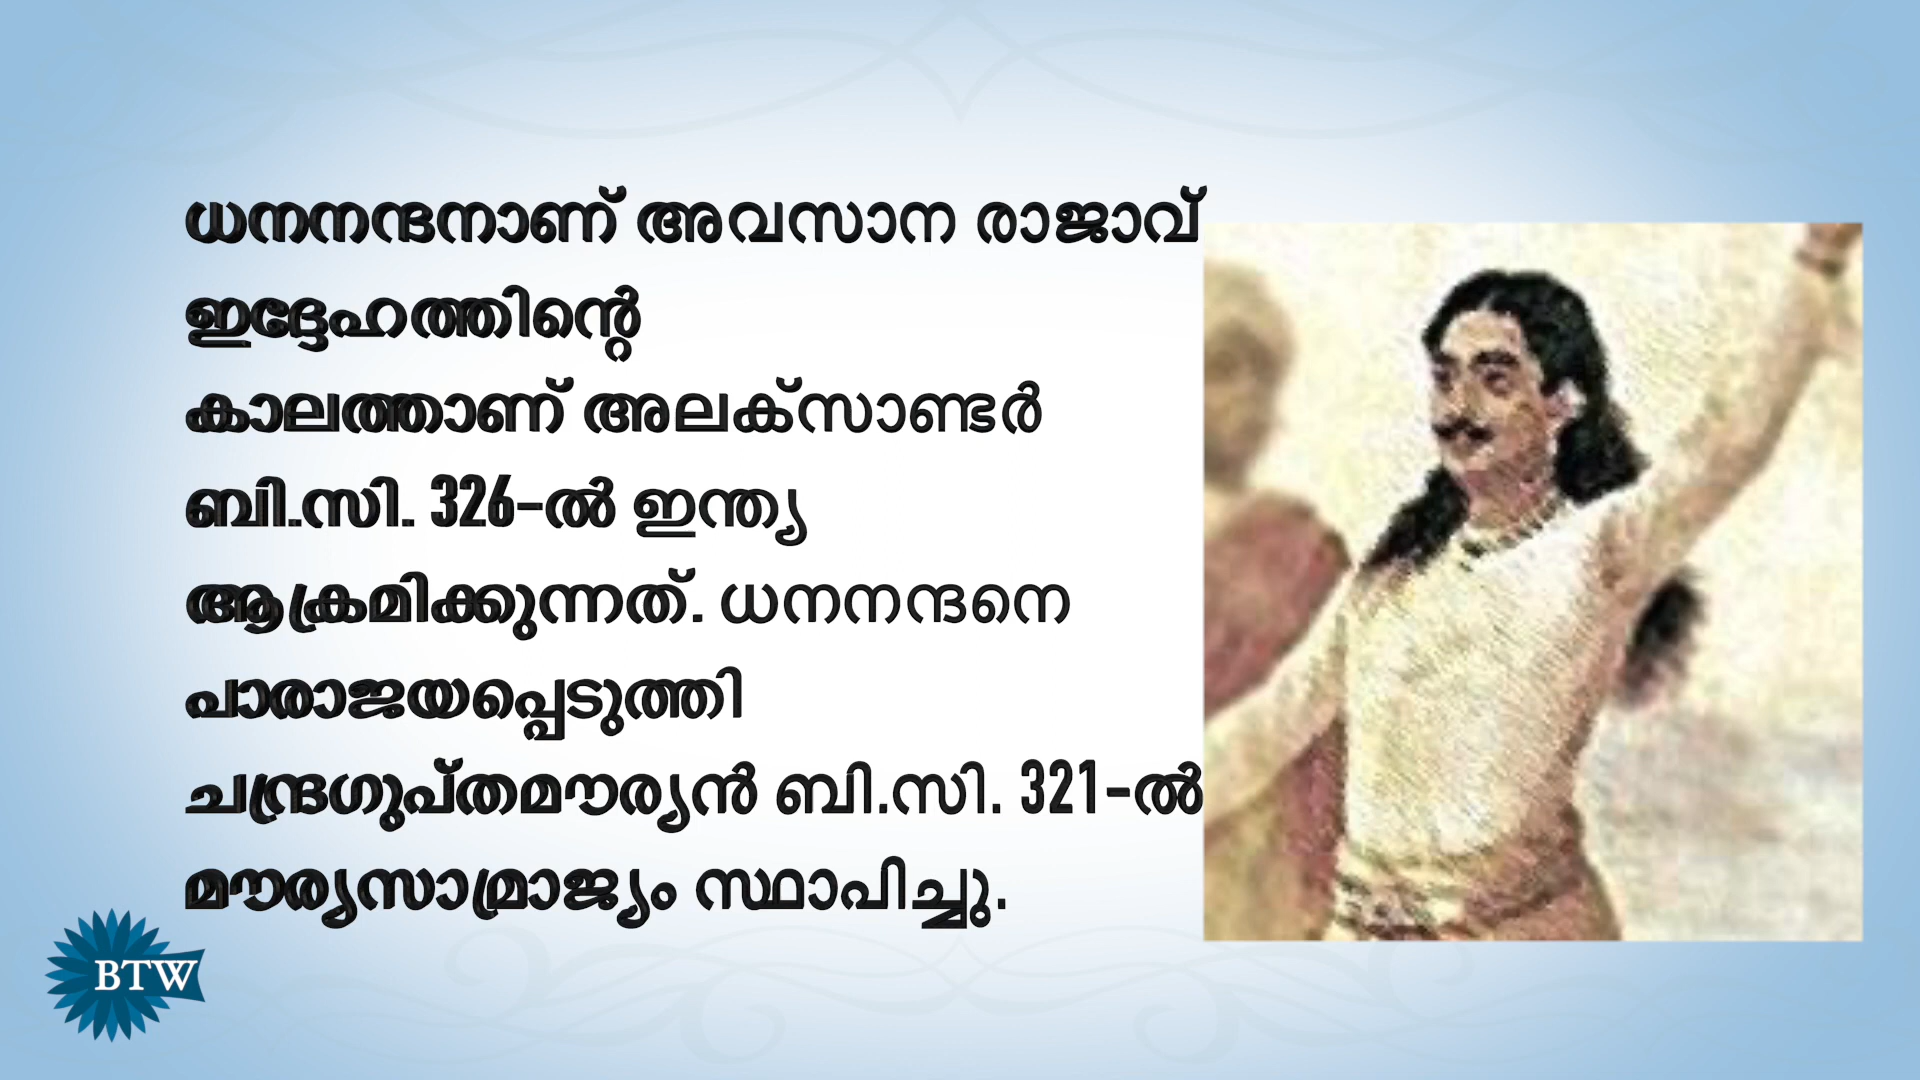 ധനനന്ദനാണ് അവസാന രാജാവ്
ഇദ്ദേഹത്തിന്റെ
കാലത്താണ് അലക്സാണ്ടർ
ബി.സി. 326-ൽ ഇന്ത്യ
ആക്രമിക്കുന്നത്. ധനനന്ദനെ
പാരാജയപ്പെടുത്തി
ചന്ദ്രഗുപ്തമൗര്യൻ ബി.സി. 321-ൽ
മൗര്യസാമ്രാജ്യം സ്ഥാപിച്ചു.
BTW